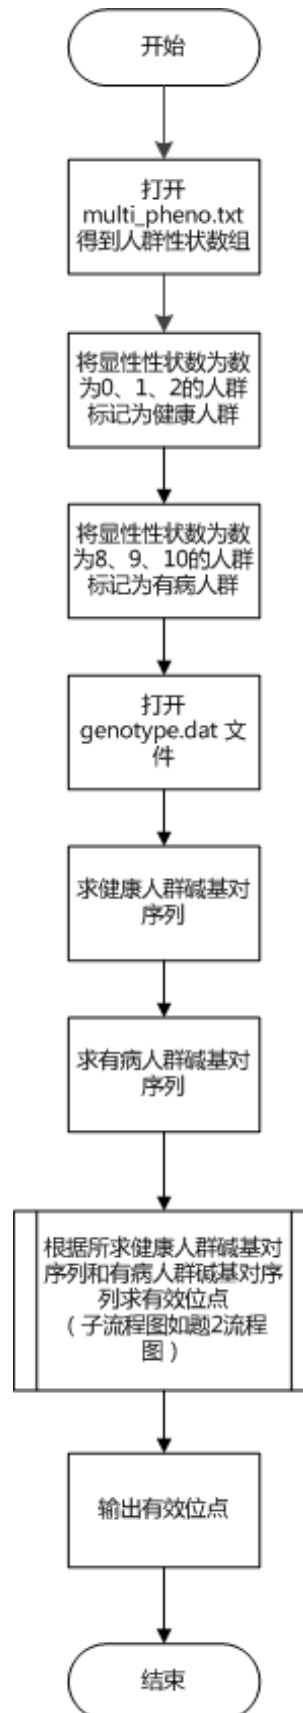 开始
打开
multi_pheno.txt
得到人群性状数组
将显性性状数为数
为0、1、2的人群
标记为健康人群
将显性性状数为数
为8、9、10的人群
标记为有病人群
打开
genotype.dat 文
件
求健康人群碱基对
序列
求有病人群碱基对
序列
根据所求健康人群碱基对
序列和有病人群碱基对序
列求有效位点
（子流程图如题2流程
图）
输出有效位点
结束